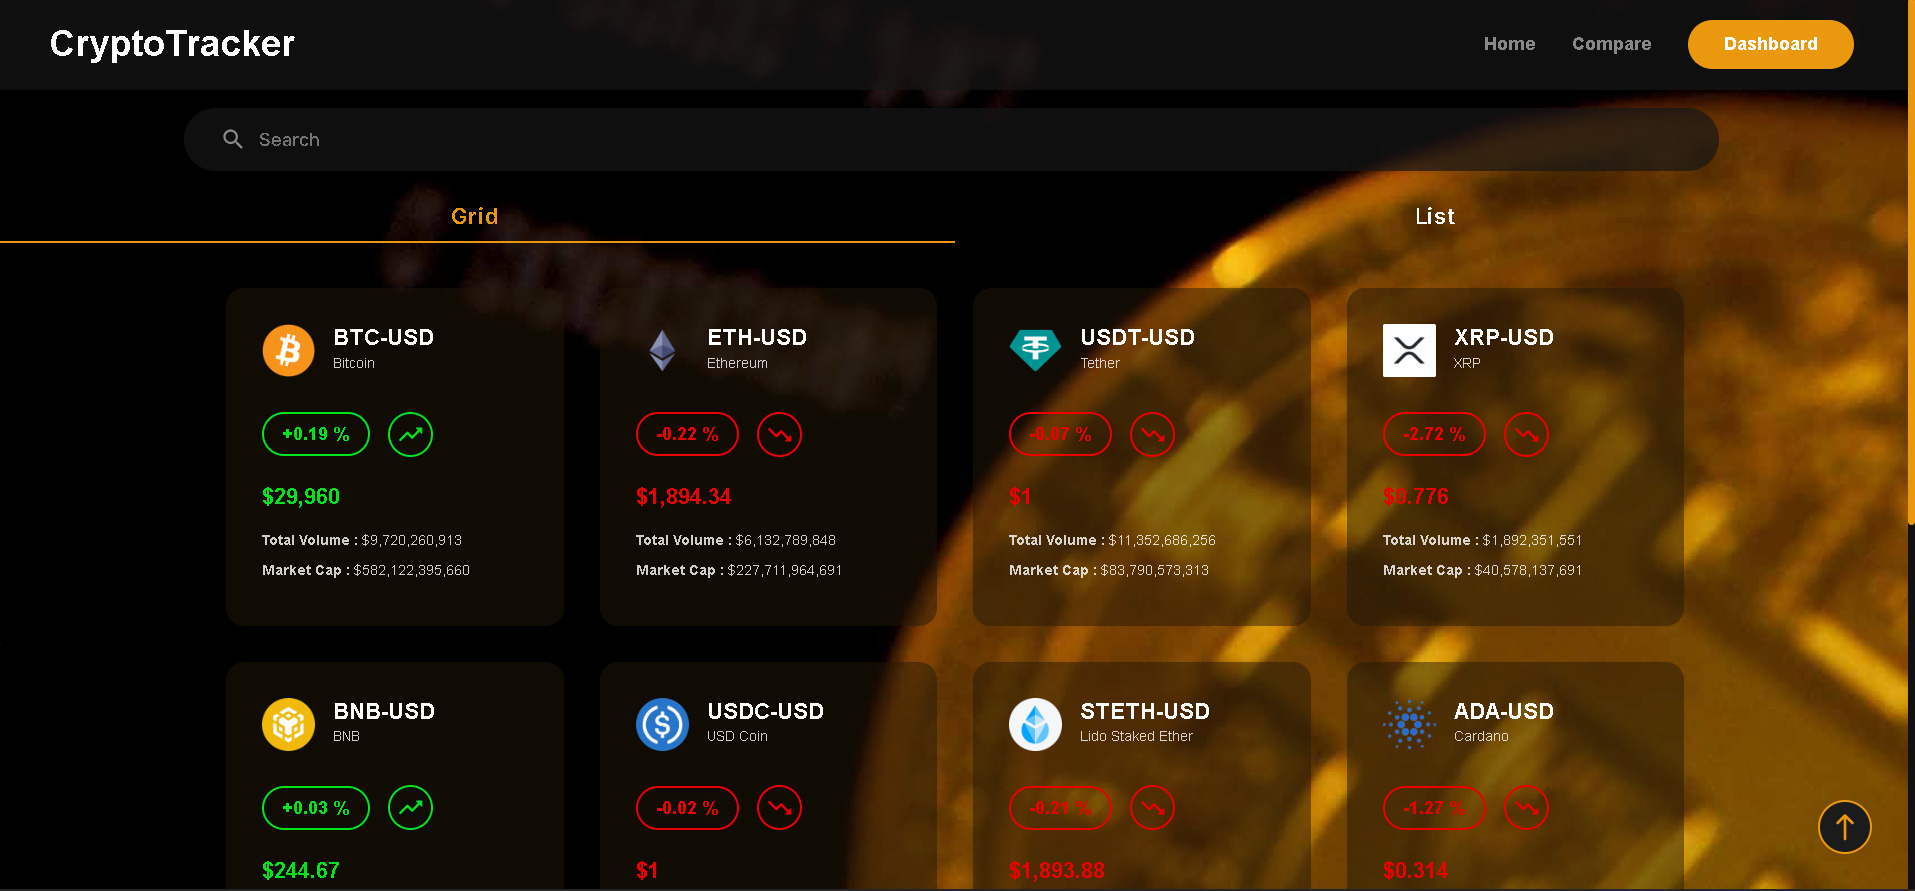 CryptoTracker
Home Compare Dashboard
Search
Grid List
BTC-USD
Bitcoin
+0.19 %
$29,960
Total Volume : $9,720,260,913
Market Cap : $582,122,395,660
ETH-USD
Ethereum
-0.22 %
$1,894.34
Total Volume : $6,132,789,848
Market Cap : $227,711,964,691
USDT-USD
Tether
-0.07 %
$1
Total Volume : $11,352,686,256
Market Cap : $83,790,573,313
XRP-USD
XRP
-2.72 %
$0.776
Total Volume : $1,892,351,551
Market Cap : $40,578,137,691
BNB-USD
BNB
+0.03 %
$244.67
USDC-USD
USD Coin
-0.02 %
$1
STETH-USD
Lido Staked Ether
-0.21 %
$1,893.88
ADA-USD
Cardano
-1.27 %
$0.314